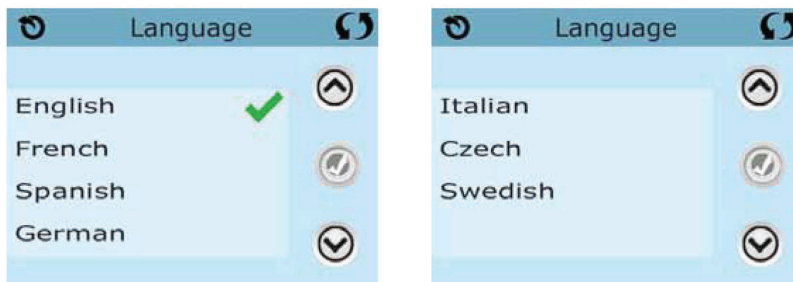 Language
English
French
Spanish
German
Language
Italian
Czech
Swedish